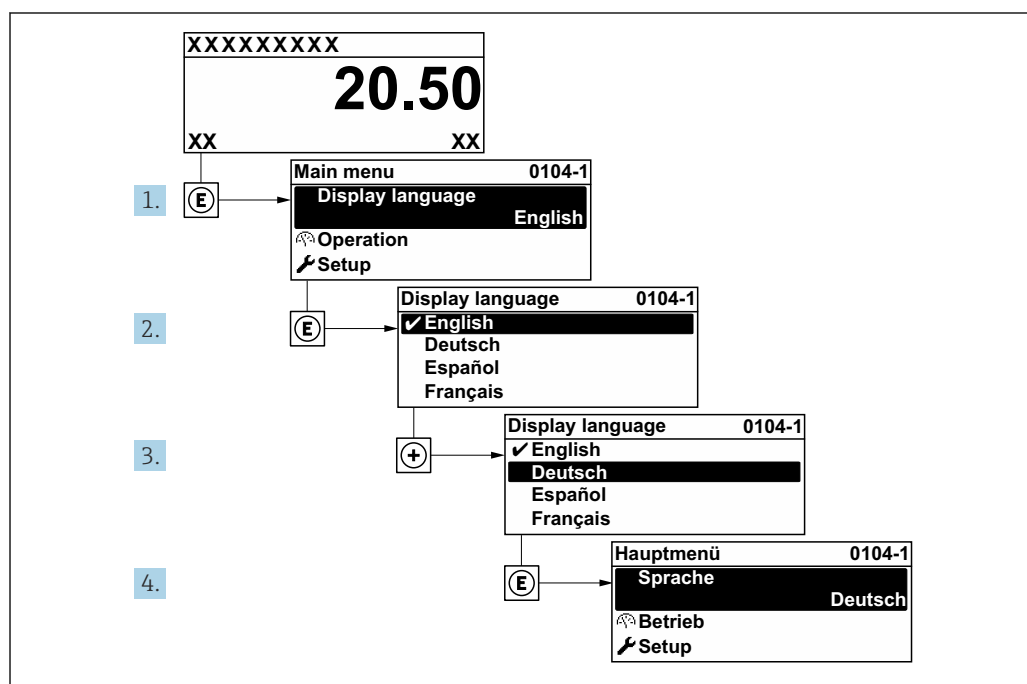 XXXXXXXXX
20.50
XX XX
1. E
Main menu 0104-1
Display language
English
Operation
Setup
2. E
Display language 0104-1
✔English
Deutsch
Español
Français
3. +
Display language 0104-1
✔English
Deutsch
Español
Français
4. E
Hauptmenü 0104-1
Sprache
Deutsch
Betrieb
Setup